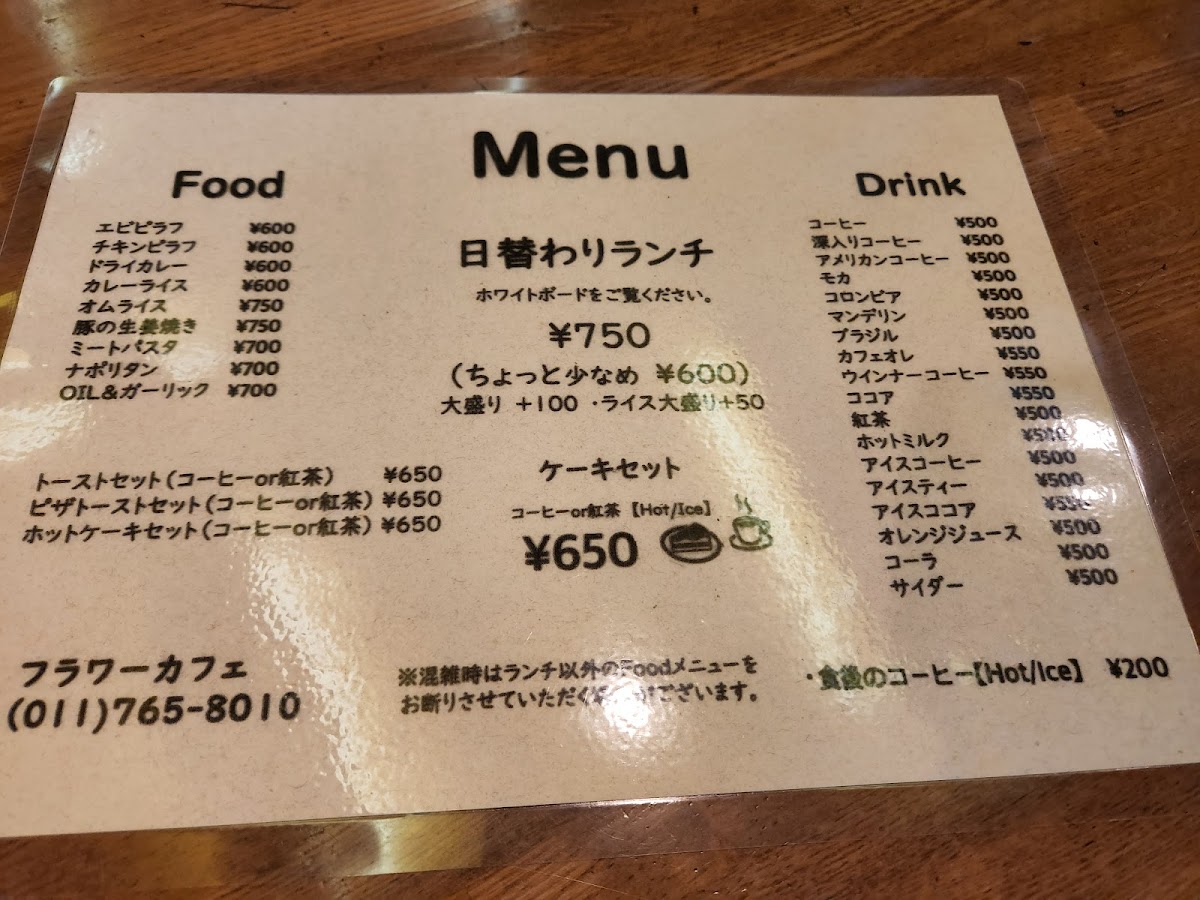 Menu
Food
エビピラフ ¥600
チキンピラフ ¥600
ドライカレー ¥600
カレーライス ¥600
オムライス ¥750
豚の生姜焼き ¥750
ミートパスタ ¥700
ナポリタン ¥700
OIL&ガーリック ¥700
トーストセット(コーヒーor紅茶) ¥650
ピザトーストセット(コーヒーor紅茶) ¥650
ホットケーキセット(コーヒーor紅茶) ¥650
フラワーカフェ
(011)765-8010
日替わりランチ
ホワイトボードをご覧ください。
¥750
(ちょっと少なめ ¥600)
大盛り +100 ・ライス大盛り+50
ケーキセット
コーヒーor紅茶【Hot/Ice】
¥650
※混雑時はランチ以外のFoodメニューを
お断りさせていただく がございます。
Drink
コーヒー ¥500
深入りコーヒー ¥500
アメリカンコーヒー ¥500
モカ ¥500
コロンビア ¥500
マンデリン ¥500
ブラジル ¥500
カフェオレ ¥550
ウインナーコーヒー ¥550
ココア ¥550
紅茶 ¥500
ホットミルク
アイスコーヒー ¥500
アイスティー ¥500
アイスココア ¥550
オレンジジュース ¥500
コーラ ¥500
サイダー ¥500
・食後のコーヒー【Hot/Ice】 ¥200